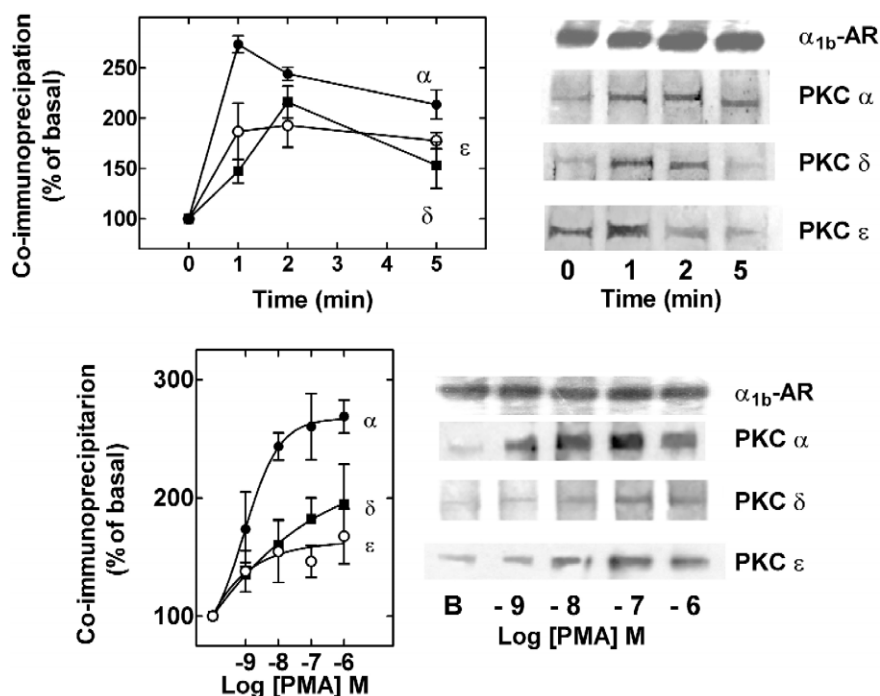 Co-immunoprecipation
(% of basal)
250
200
150
100
α
ε
δ
0 1 2 3 4 5
Time (min)
α1b-AR
PKC α
PKC δ
PKC ε
0 1 2 5
Time (min)
Co-immunoprecipitarion
(% of basal)
300
200
100
α
δ
ε
-9 -8 -7 -6
Log [PMA] M
α1b-AR
PKC α
PKC δ
PKC ε
B - 9 - 8 - 7 - 6
Log [PMA] M